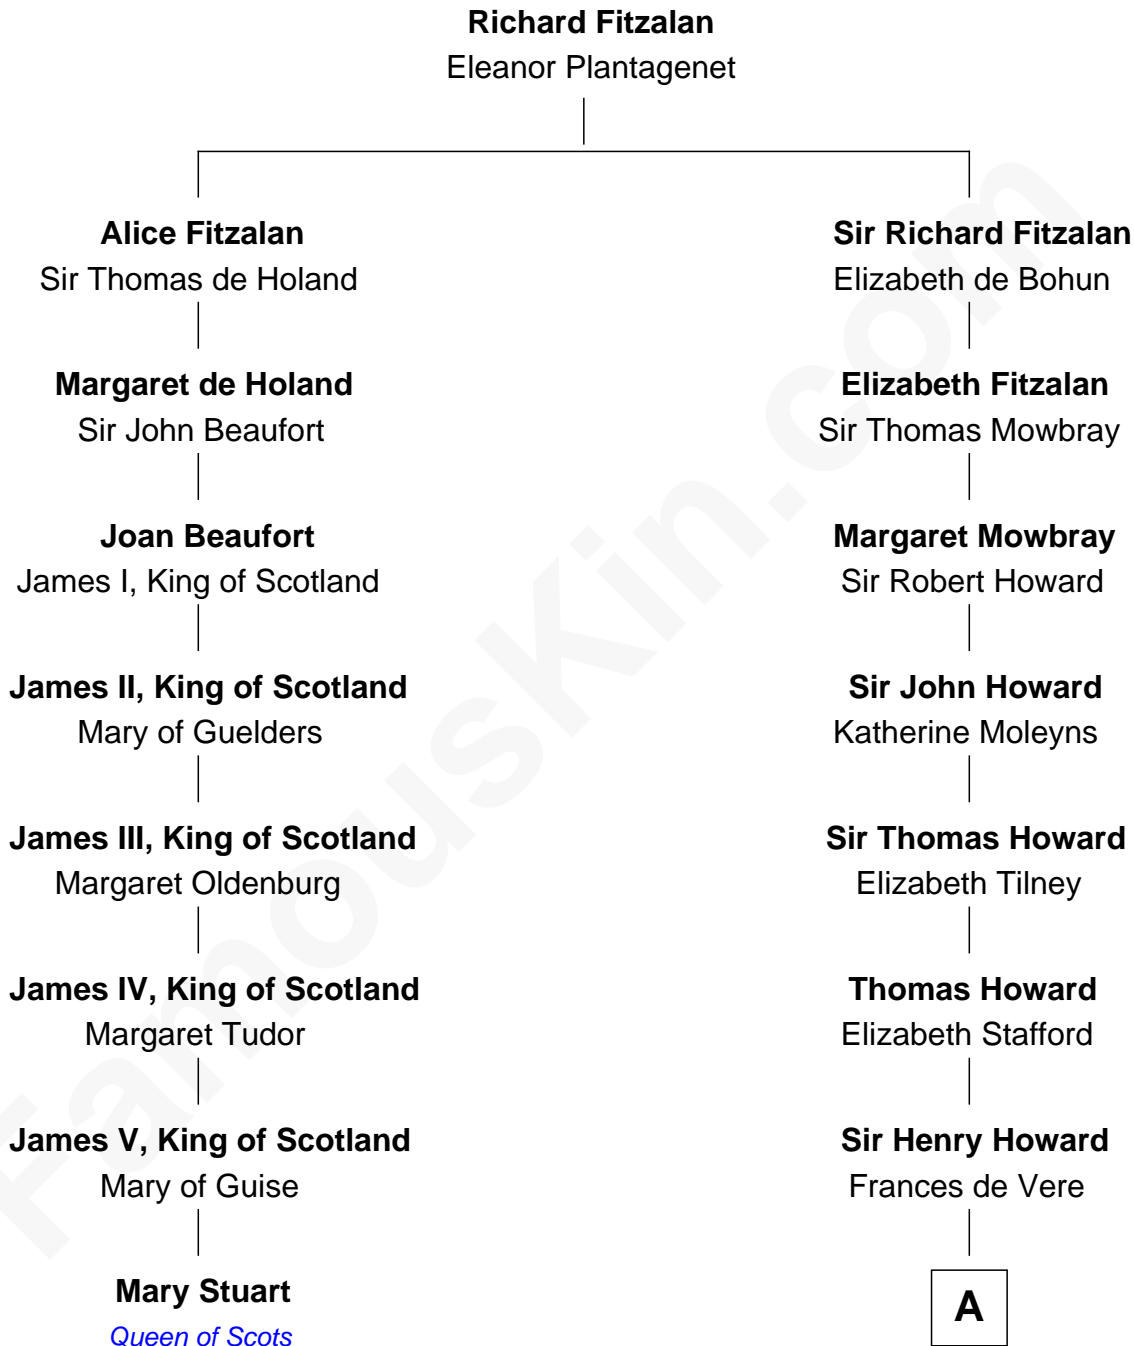 Richard Fitzalan
Eleanor Plantagenet
Alice Fitzalan
Sir Thomas de Holand
Sir Richard Fitzalan
Elizabeth de Bohun
Margaret de Holand
Sir John Beaufort
Elizabeth Fitzalan
Sir Thomas Mowbray
Joan Beaufort
James I, King of Scotland
Margaret Mowbray
Sir Robert Howard
James II, King of Scotland
Mary of Guelders
Sir John Howard
Katherine Moleyns
James III, King of Scotland
Margaret Oldenburg
Sir Thomas Howard
Elizabeth Tilney
James IV, King of Scotland
Margaret Tudor
Thomas Howard
Elizabeth Stafford
James V, King of Scotland
Mary of Guise
Sir Henry Howard
Frances de Vere
Mary Stuart
Queen of Scots
A
FamousKin.com